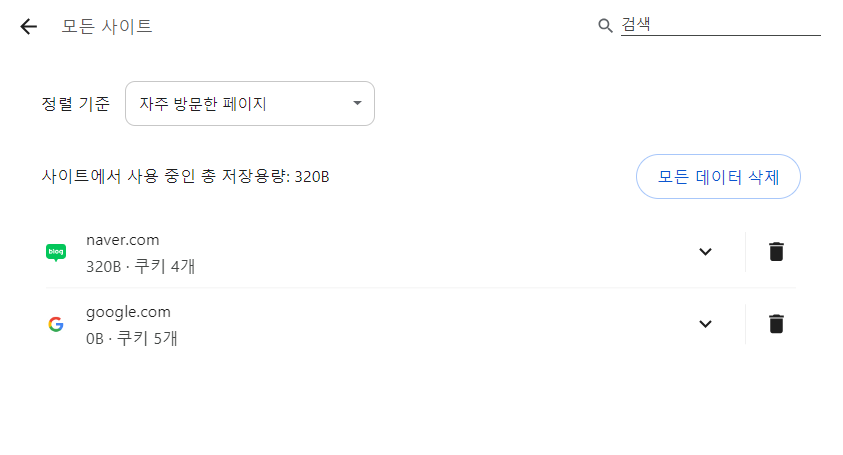 모든 사이트
검색
정렬 기준
자주 방문한 페이지
사이트에서 사용 중인 총 저장용량: 320B
모든 데이터 삭제
blog
naver.com
320B · 쿠키 4개
google.com
0B · 쿠키 5개